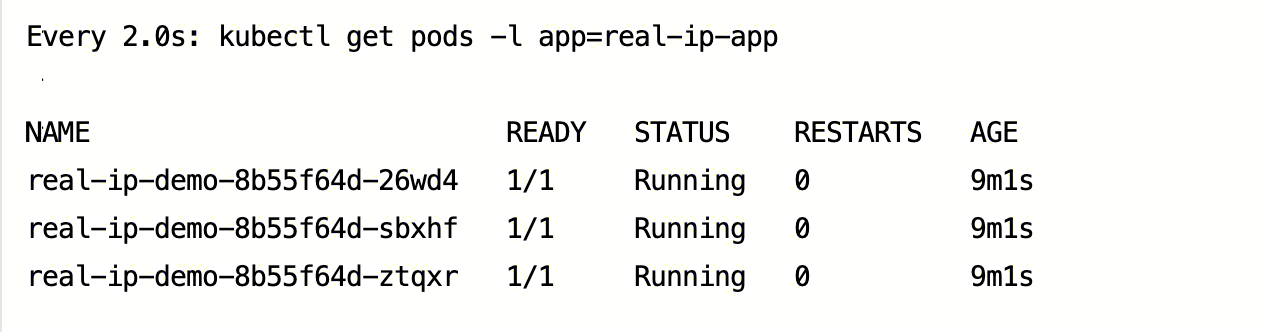 Every 2.0s: kubectl get pods -l app=real-ip-app
NAME READY STATUS RESTARTS AGE
real-ip-demo-8b55f64d-26wd4 1/1 Running 0 9m1s
real-ip-demo-8b55f64d-sbxhf 1/1 Running 0 9m1s
real-ip-demo-8b55f64d-ztqxr 1/1 Running 0 9m1s